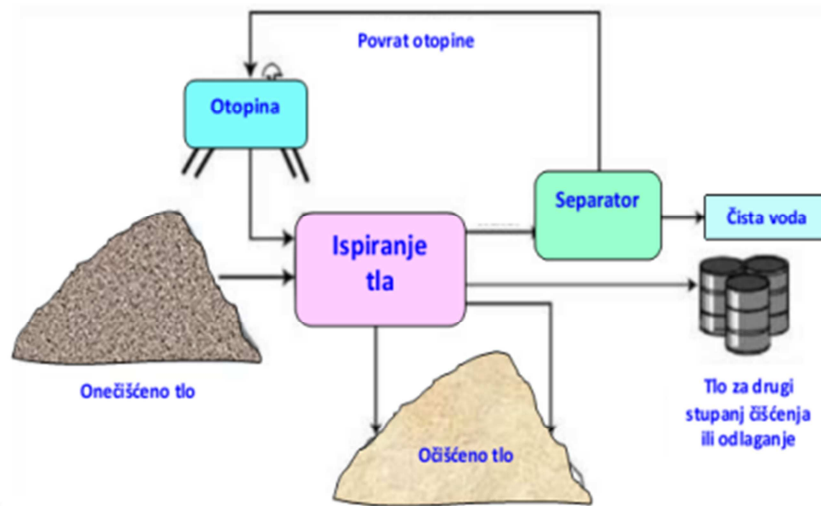 Povrat otopine
Otopina
Separator
Čista voda
Ispiranje
tla
Onečišćeno tlo
Očišćeno tlo
Tlo za drugi
stupanj čišćenja
ili odlaganje